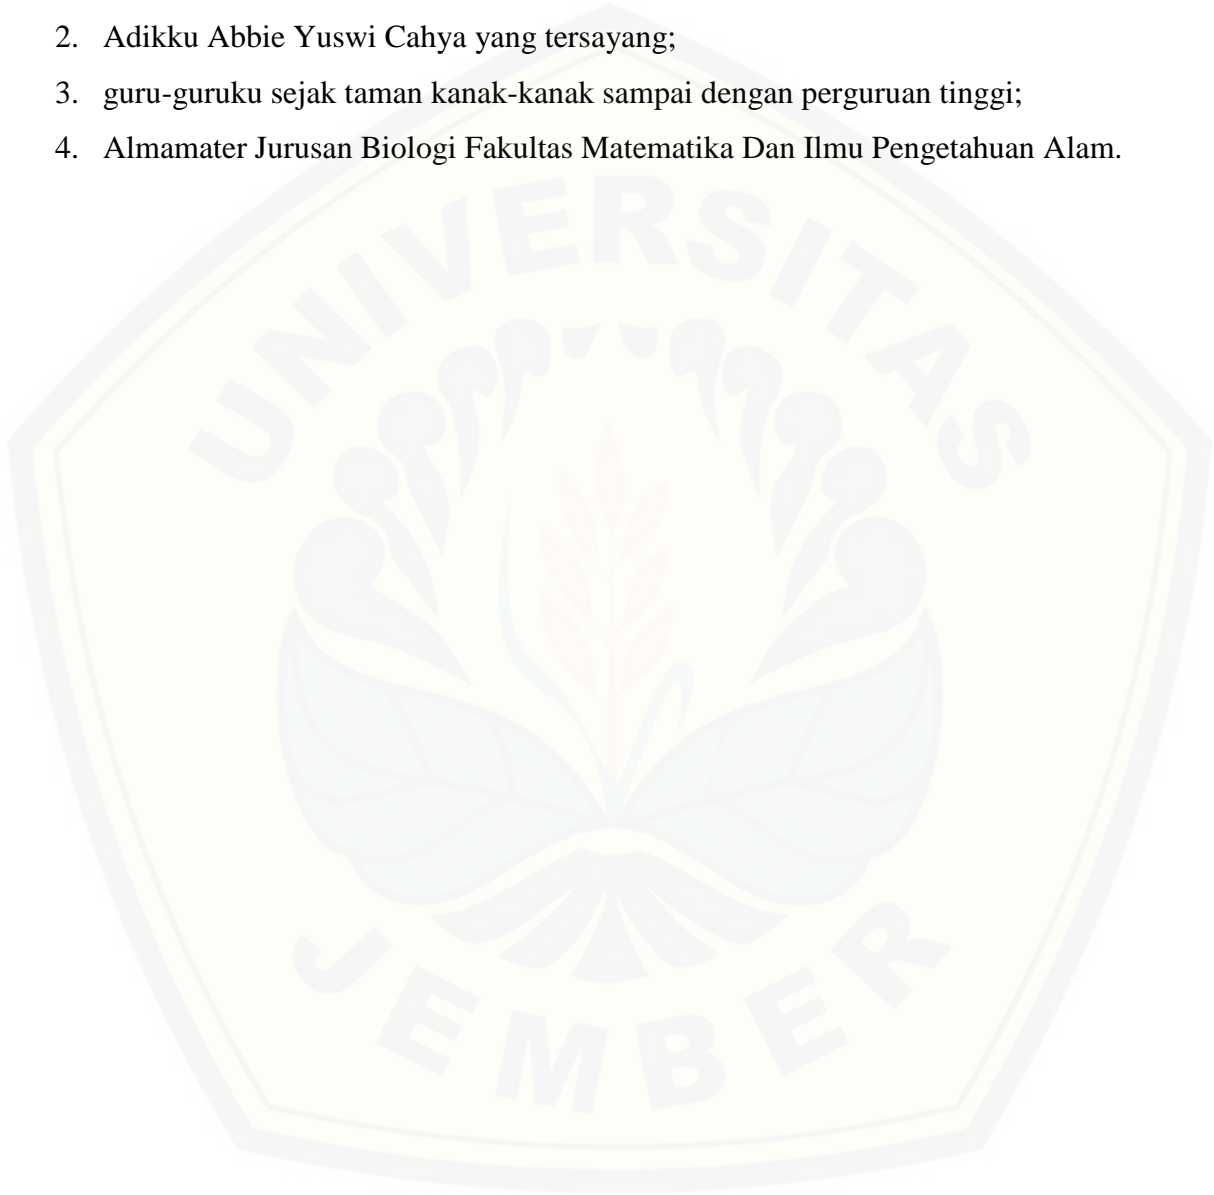 2. Adikku Abbie Yuswi Cahya yang tersayang;
3. guru-guruku sejak taman kanak-kanak sampai dengan perguruan tinggi;
4. Almamater Jurusan Biologi Fakultas Matematika Dan Ilmu Pengetahuan Alam.
UNIVERSITAS
JEMBER